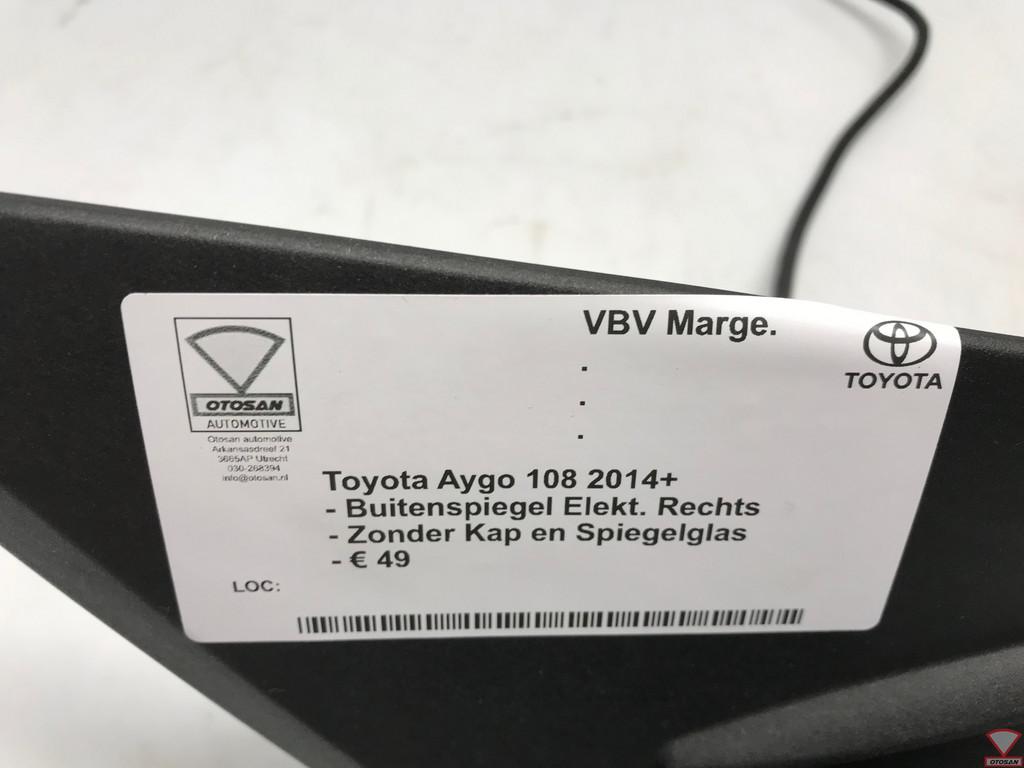 VBV Marge.
.
.
.
TOYOTA
OTOSAN
AUTOMOTIVE
Otosan automotive
Arkansasdreef 21
3565AP Utrecht
030-268394
info@otosan.nl
Toyota Aygo 108 2014+
- Buitenspiegel Elekt. Rechts
- Zonder Kap en Spiegelglas
- € 49
LOC:
OTOSAN